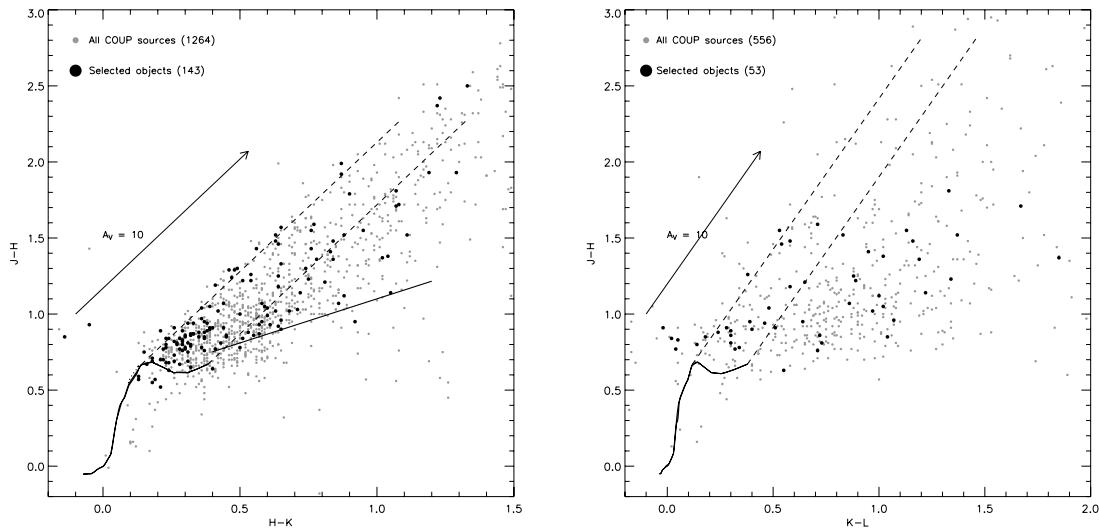 3.0
All COUP sources (1264)
Selected objects (143)
2.5
2.0
A_V = 10
1.5
J-H
1.0
0.5
0.0
0.0 0.5 1.0 1.5
H-K
3.0
All COUP sources (556)
Selected objects (53)
2.5
2.0
A_V = 10
1.5
J-H
1.0
0.5
0.0
0.0 0.5 1.0 1.5 2.0
K-L